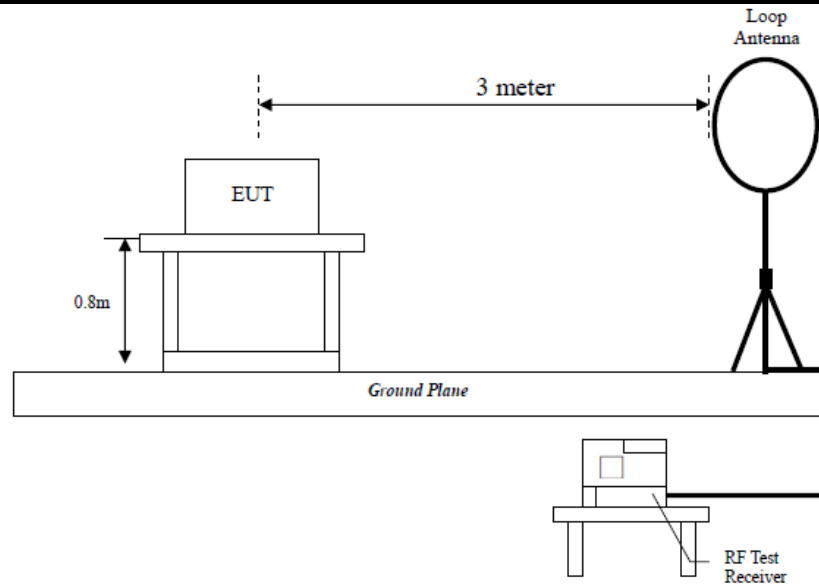 Loop
Antenna
3 meter
EUT
0.8m
Ground Plane
RF Test
Receiver